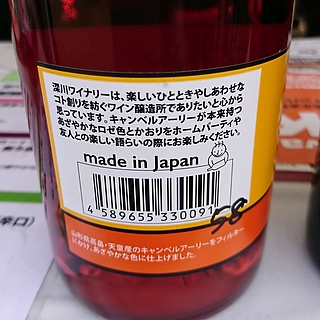 深川ワイナリーは、楽しいひとときやしあわせな
コト創りを紡ぐワイン醸造所でありたいと心から
思っています。キャンベルアーリーが本来持つ
あざやかなロゼ色とかおりをホームパーティや
友人との楽しい語らいの際にお楽しみください。
made in Japan
4 589655 330091
58
山形県高畠・天童産のキャンベルアーリーをフィルター
にかけ、あざやかな色に仕上げました。
辛口)